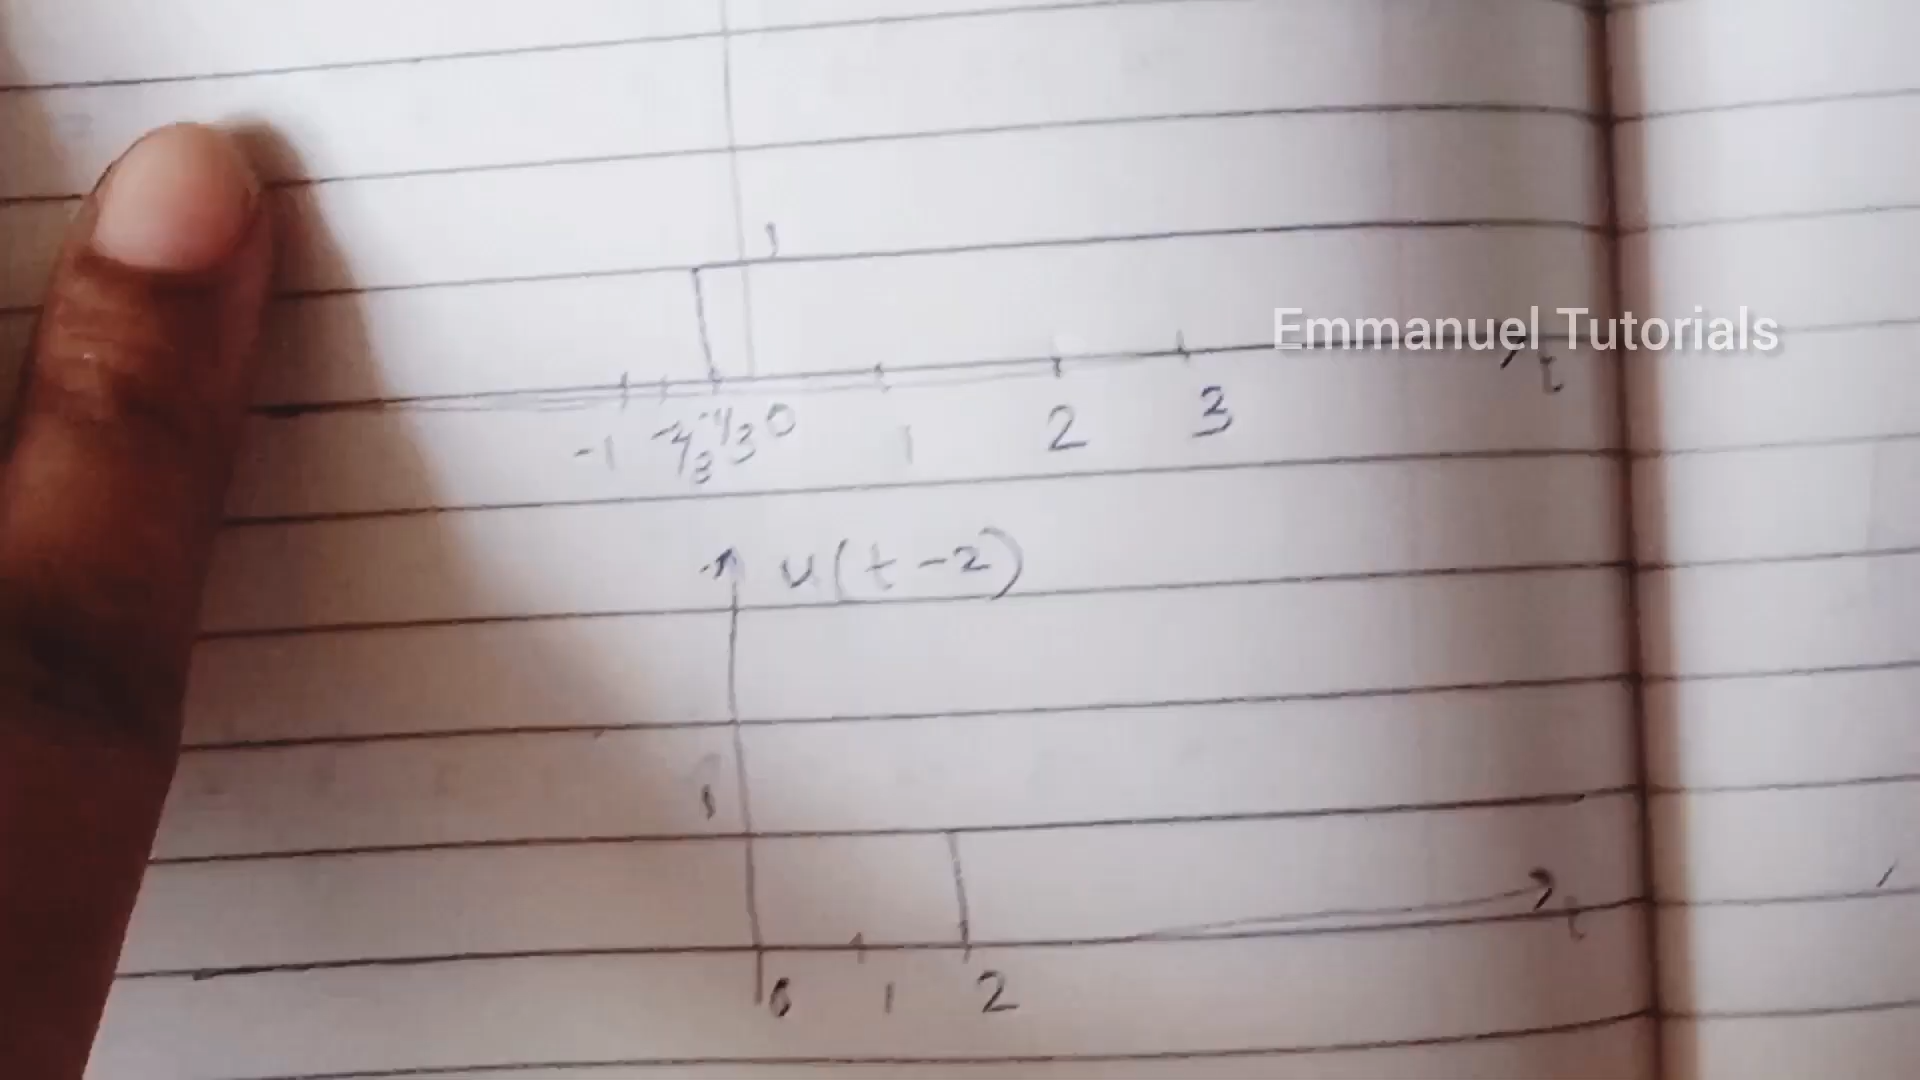 1
Emmanuel Tutorials
t
-1 -2/3 -1/3 0 1 2 3
u(t-2)
1
t
0 1 2